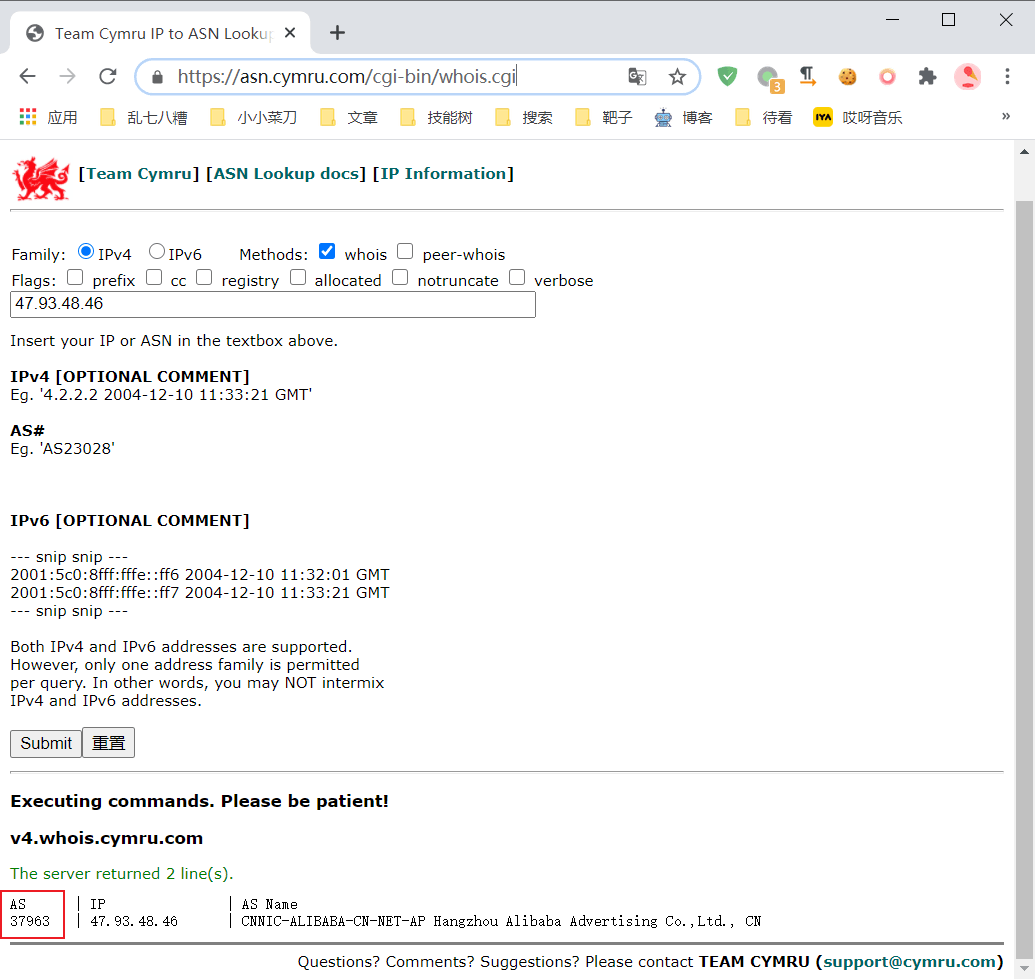 Team Cymru IP to ASN Lookup
https://asn.cymru.com/cgi-bin/whois.cgi
3
应用 乱七八糟 小小菜刀 文章 技能树 搜索 靶子 博客 待看 IYA 哎呀音乐 »
[Team Cymru] [ASN Lookup docs] [IP Information]
Family: IPv4 IPv6 Methods: whois peer-whois
Flags: prefix cc registry allocated notruncate verbose
47.93.48.46
Insert your IP or ASN in the textbox above.
IPv4 [OPTIONAL COMMENT]
Eg. '4.2.2.2 2004-12-10 11:33:21 GMT'
AS#
Eg. 'AS23028'
IPv6 [OPTIONAL COMMENT]
--- snip snip ---
2001:5c0:8fff:fffe::ff6 2004-12-10 11:32:01 GMT
2001:5c0:8fff:fffe::ff7 2004-12-10 11:33:21 GMT
--- snip snip ---
Both IPv4 and IPv6 addresses are supported.
However, only one address family is permitted
per query. In other words, you may NOT intermix
IPv4 and IPv6 addresses.
Submit 重置
Executing commands. Please be patient!
v4.whois.cymru.com
The server returned 2 line(s).
AS | IP | AS Name
37963 | 47.93.48.46 | CNNIC-ALIBABA-CN-NET-AP Hangzhou Alibaba Advertising Co.,Ltd., CN
Questions? Comments? Suggestions? Please contact TEAM CYMRU (support@cymru.com)